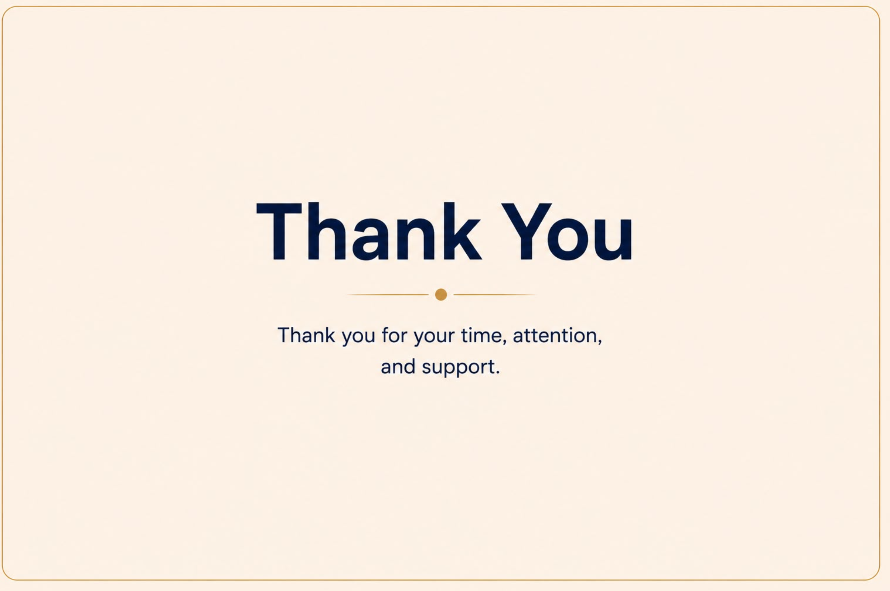 Thank You
Thank you for your time, attention,
and support.